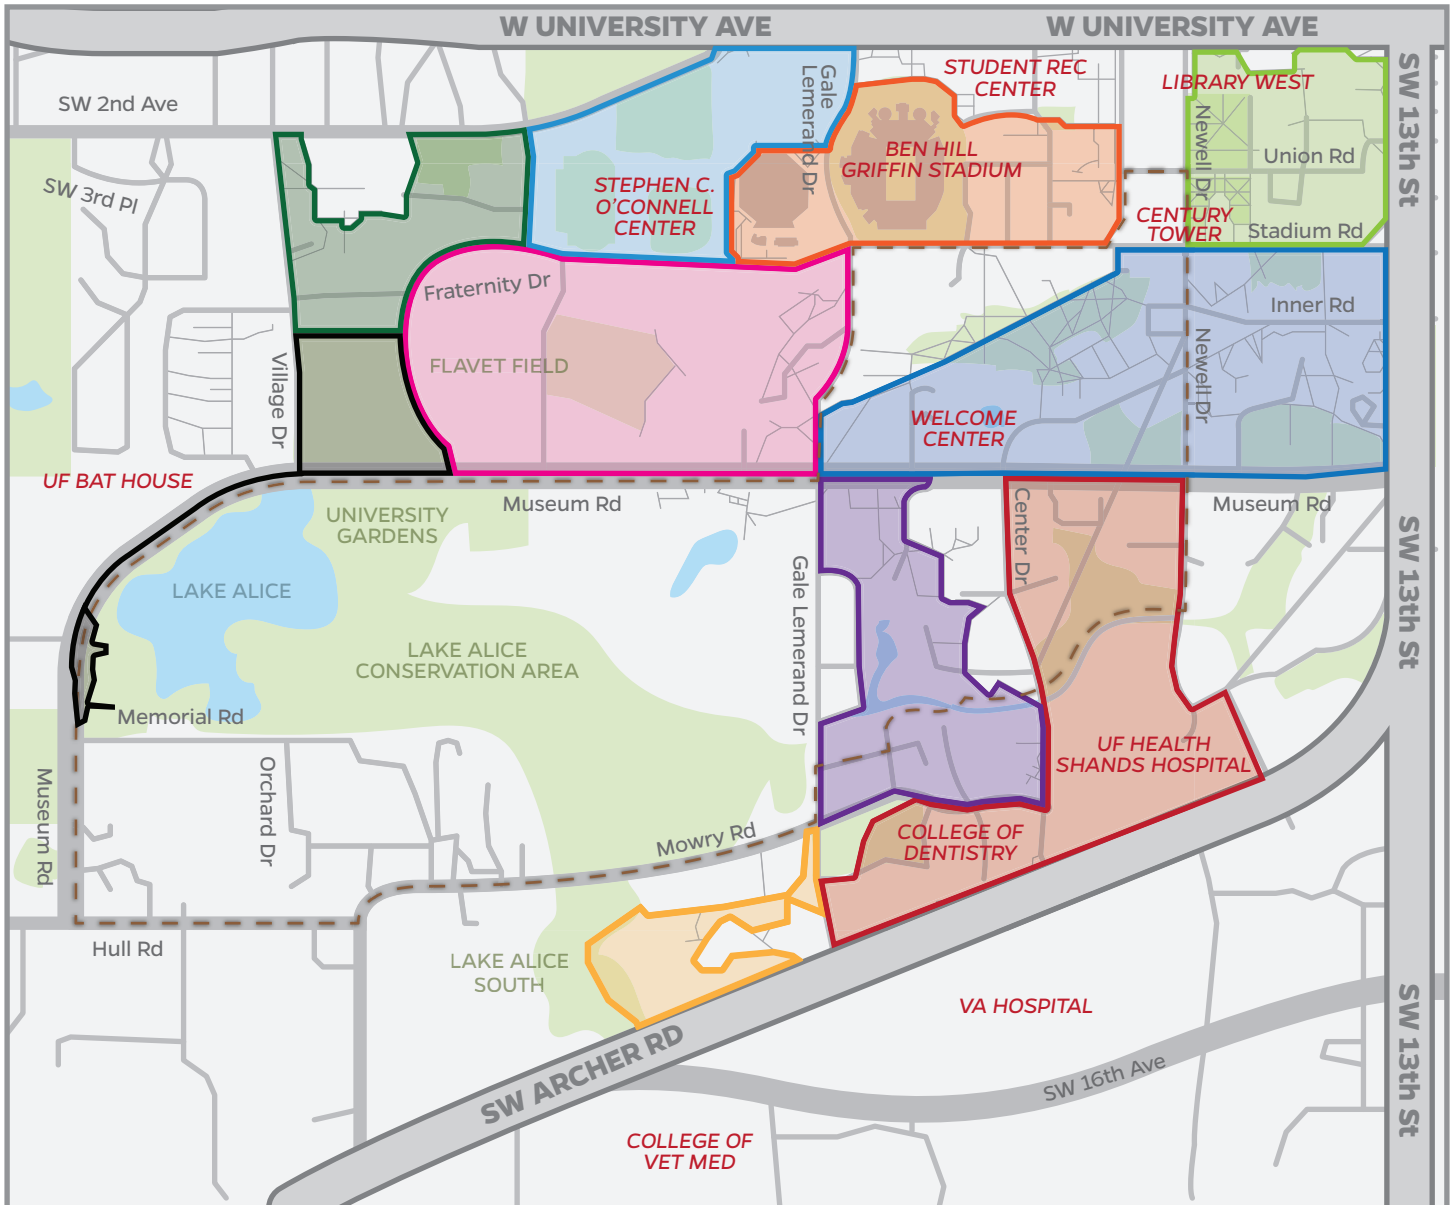 W UNIVERSITY AVE
W UNIVERSITY AVE
SW 2nd Ave
Gale
Lemerand Dr
STUDENT REC
CENTER
LIBRARY WEST
SW 13th St
Newell Dr
BEN HILL
GRIFFIN STADIUM
Union Rd
SW 3rd Pl
STEPHEN C.
O'CONNELL
CENTER
CENTURY
TOWER
Stadium Rd
Fraternity Dr
Inner Rd
Village Dr
FLAVET FIELD
Newell Dr
WELCOME
CENTER
UF BAT HOUSE
Museum Rd
UNIVERSITY
GARDENS
Center Dr
Museum Rd
SW 13th St
LAKE ALICE
Gale Lemerand Dr
LAKE ALICE
CONSERVATION AREA
Memorial Rd
UF HEALTH
SHANDS HOSPITAL
Museum Rd
Orchard Dr
Mowry Rd
COLLEGE OF
DENTISTRY
Hull Rd
LAKE ALICE
SOUTH
VA HOSPITAL
SW 13th St
SW ARCHER RD
SW 16th Ave
COLLEGE OF
VET MED